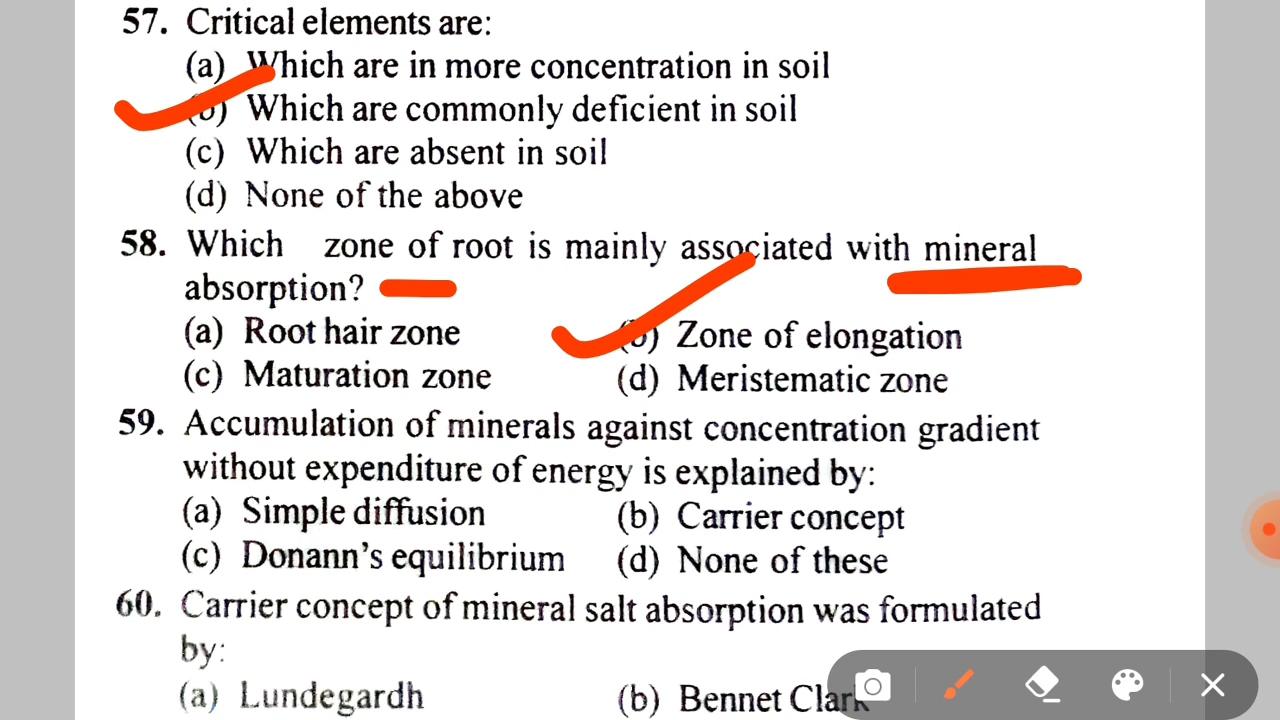 57. Critical elements are:
(a) Which are in more concentration in soil
(b) Which are commonly deficient in soil
(c) Which are absent in soil
(d) None of the above
58. Which zone of root is mainly associated with mineral
absorption?
(a) Root hair zone (b) Zone of elongation
(c) Maturation zone (d) Meristematic zone
59. Accumulation of minerals against concentration gradient
without expenditure of energy is explained by:
(a) Simple diffusion (b) Carrier concept
(c) Donann's equilibrium (d) None of these
60. Carrier concept of mineral salt absorption was formulated
by:
(a) Lundegardh (b) Bennet Clark